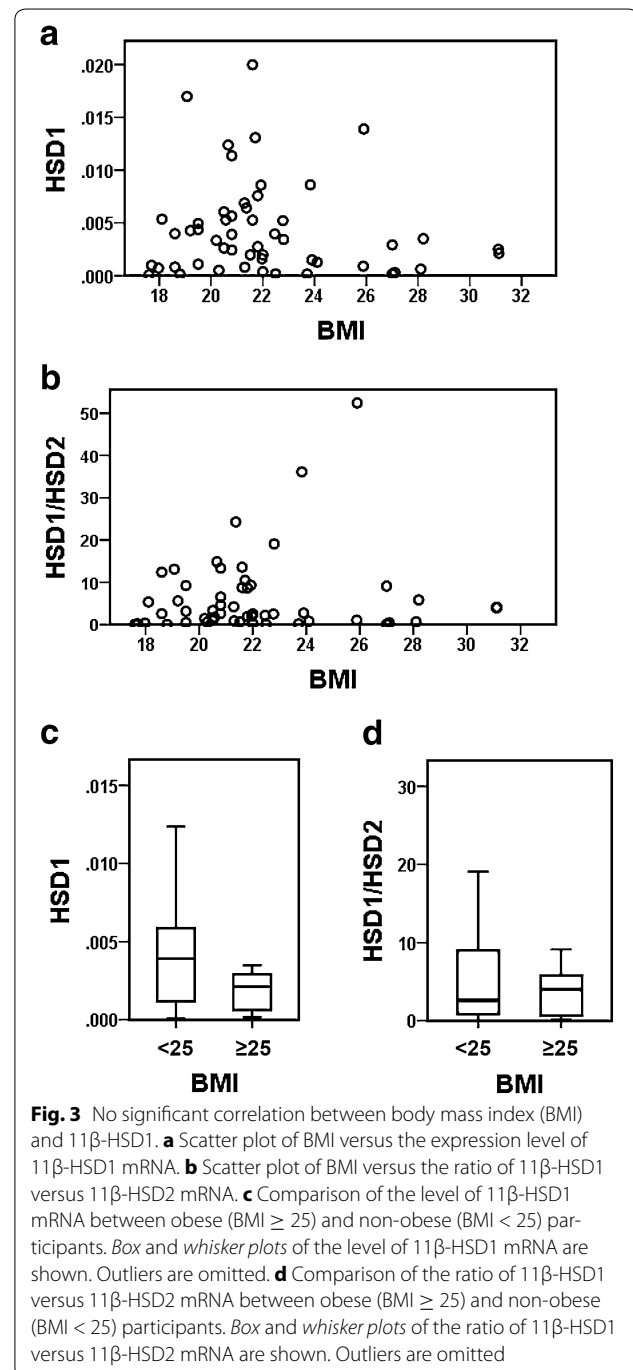 a
.020
.015
.010
.005
.000
HSD1
18 20 22 24 26 28 30 32
BMI
b
50
40
30
20
10
0
HSD1/HSD2
18 20 22 24 26 28 30 32
BMI
c
.015
.010
.005
.000
HSD1
<25 ≥25
BMI
d
30
20
10
0
HSD1/HSD2
<25 ≥25
BMI
Fig. 3 No significant correlation between body mass index (BMI)
and 11β-HSD1. a Scatter plot of BMI versus the expression level of
11β-HSD1 mRNA. b Scatter plot of BMI versus the ratio of 11β-HSD1
versus 11β-HSD2 mRNA. c Comparison of the level of 11β-HSD1
mRNA between obese (BMI ≥ 25) and non-obese (BMI < 25) par-
ticipants. Box and whisker plots of the level of 11β-HSD1 mRNA are
shown. Outliers are omitted. d Comparison of the ratio of 11β-HSD1
versus 11β-HSD2 mRNA between obese (BMI ≥ 25) and non-obese
(BMI < 25) participants. Box and whisker plots of the ratio of 11β-HSD1
versus 11β-HSD2 mRNA are shown. Outliers are omitted